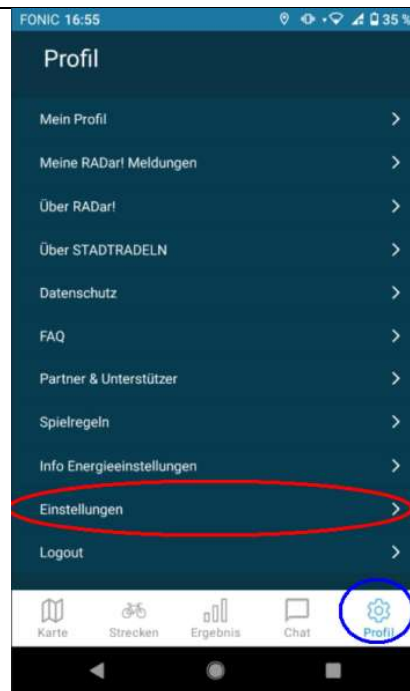 FONIC 16:55 35 %
Profil
Mein Profil
Meine RADar! Meldungen
Über RADar!
Über STADTRADELN
Datenschutz
FAQ
Partner & Unterstützer
Spielregeln
Info Energieeinstellungen
Einstellungen
Logout
Karte Strecken Ergebnis Chat Profil